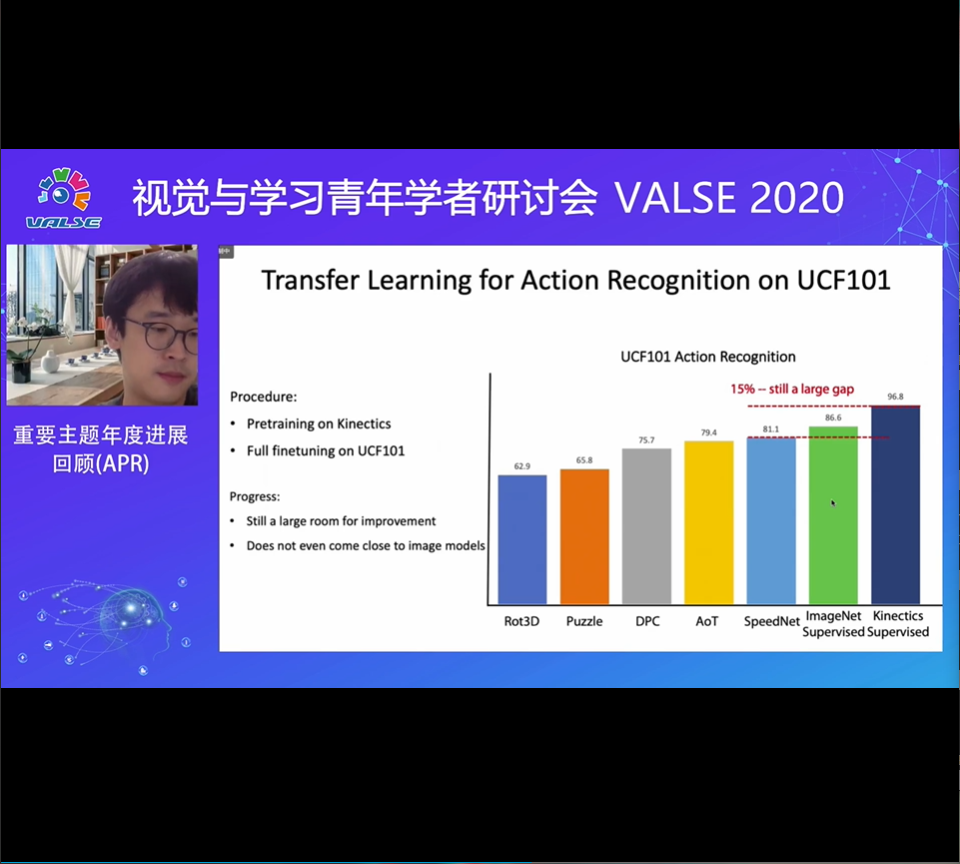 VALSE
视觉与学习青年学者研讨会 VALSE 2020
重要主题年度进展
回顾(APR)
Transfer Learning for Action Recognition on UCF101
Procedure:
• Pretraining on Kinetics
• Full finetuning on UCF101
Progress:
• Still a large room for improvement
• Does not even come close to image models
UCF101 Action Recognition
15% -- still a large gap
62.9
65.8
75.7
79.4
81.1
86.6
96.8
Rot3D
Puzzle
DPC
AoT
SpeedNet
ImageNet
Supervised
Kinetics
Supervised